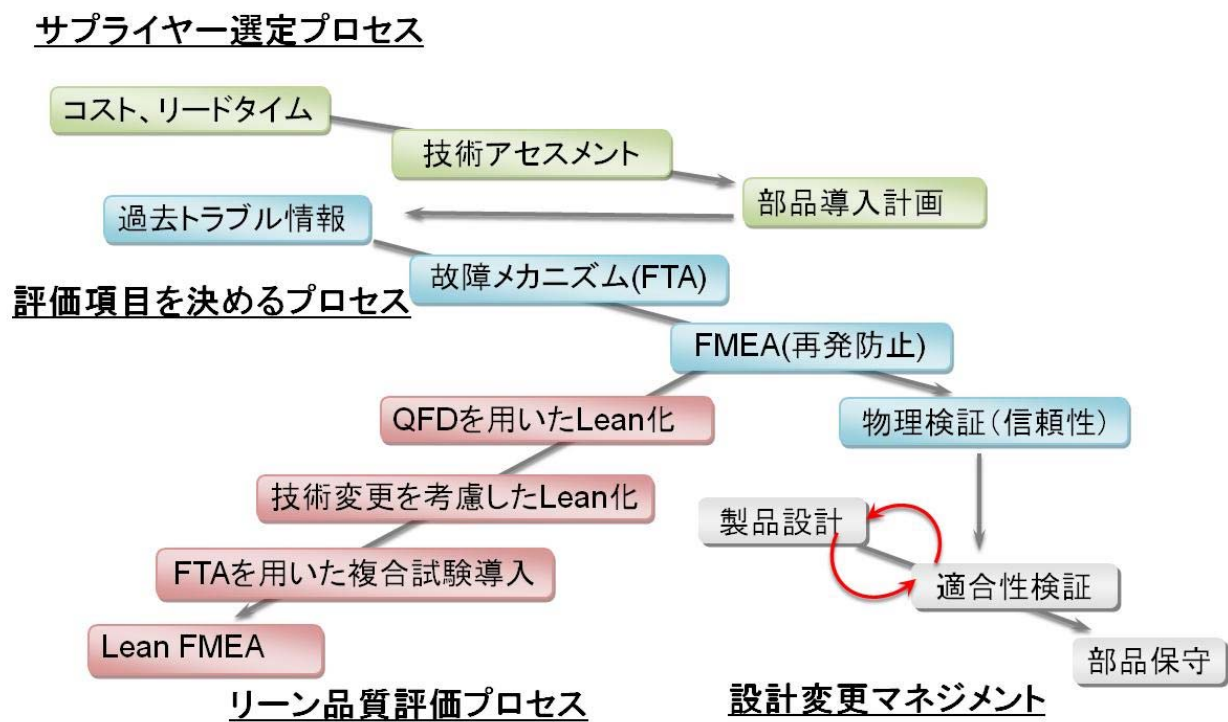 サプライヤー選定プロセス
コスト、リードタイム
技術アセスメント
部品導入計画
過去トラブル情報
故障メカニズム(FTA)
評価項目を決めるプロセス
FMEA(再発防止)
QFDを用いたLean化
物理検証(信頼性)
技術変更を考慮したLean化
製品設計
FTAを用いた複合試験導入
適合性検証
Lean FMEA
部品保守
リーン品質評価プロセス
設計変更マネジメント